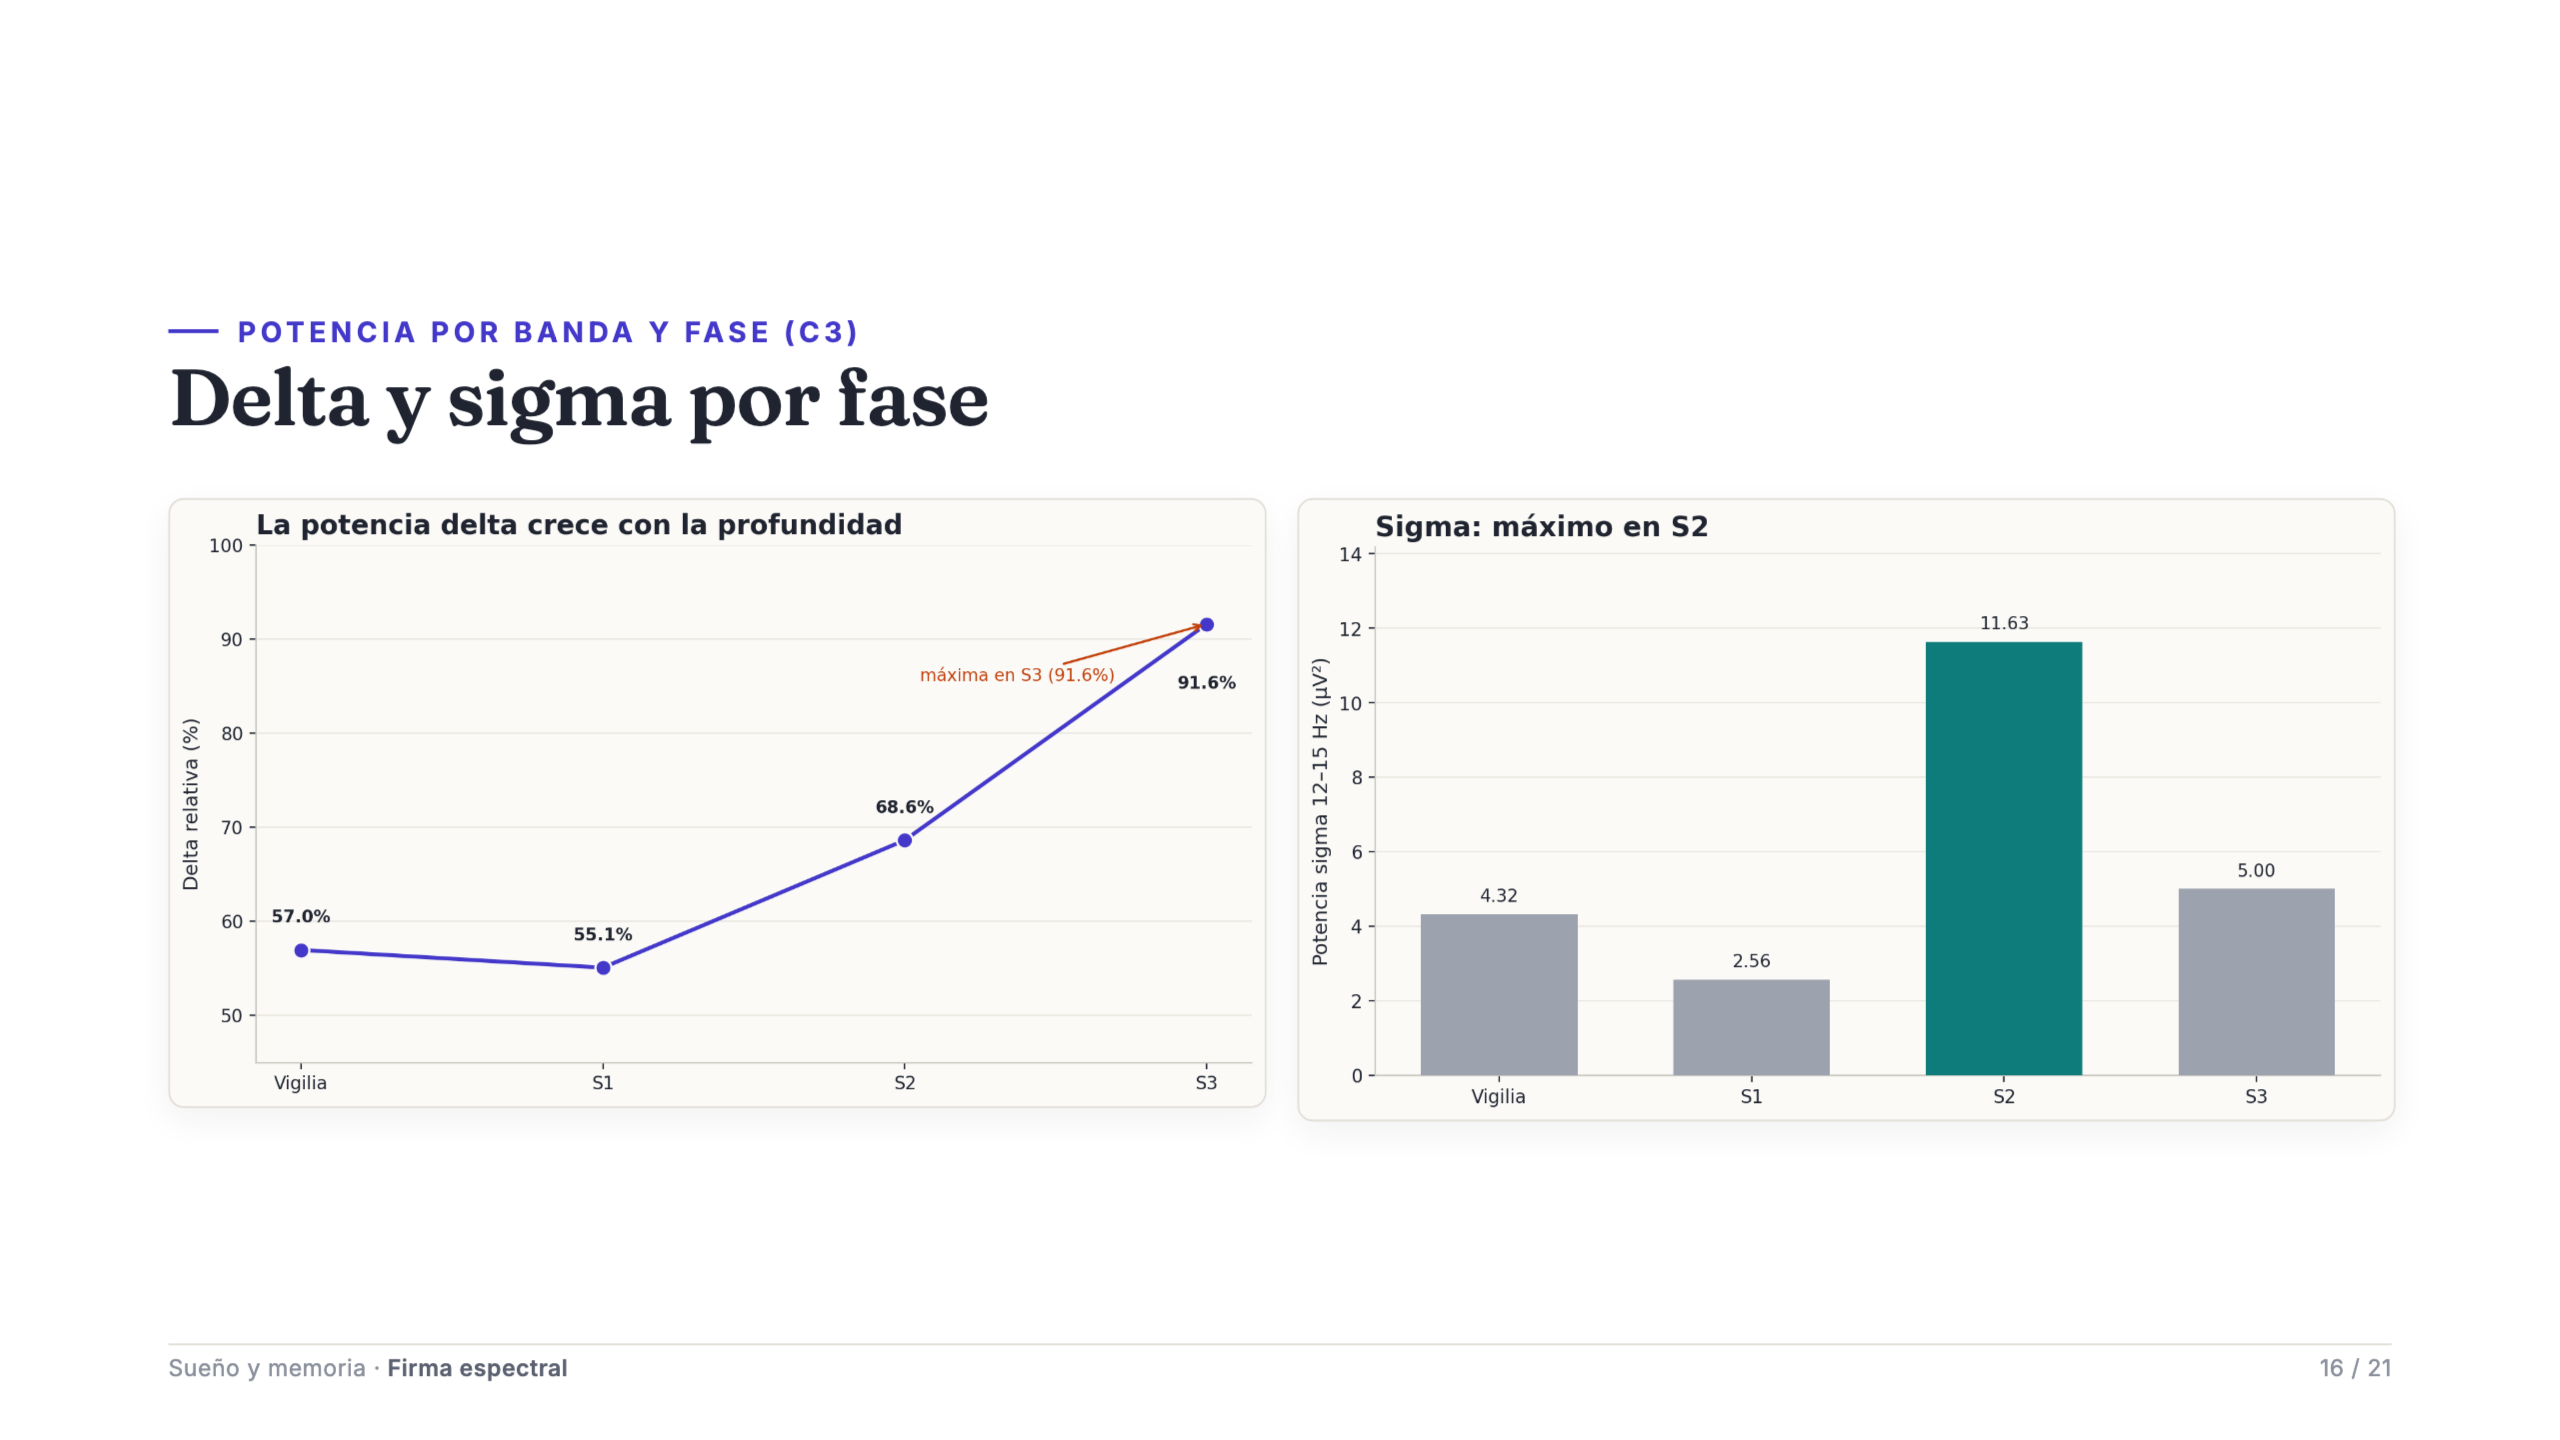 POTENCIA POR BANDA Y FASE (C3)
Delta y sigma por fase
La potencia delta crece con la profundidad
Delta relativa (%)
100
90
80
70
60
50
57.0%
55.1%
68.6%
máxima en S3 (91.6%)
91.6%
Vigilia S1 S2 S3
Sigma: máximo en S2
Potencia sigma 12–15 Hz (µV²)
14
12
10
8
6
4
2
0
4.32
2.56
11.63
5.00
Vigilia S1 S2 S3
Sueño y memoria · Firma espectral
16 / 21